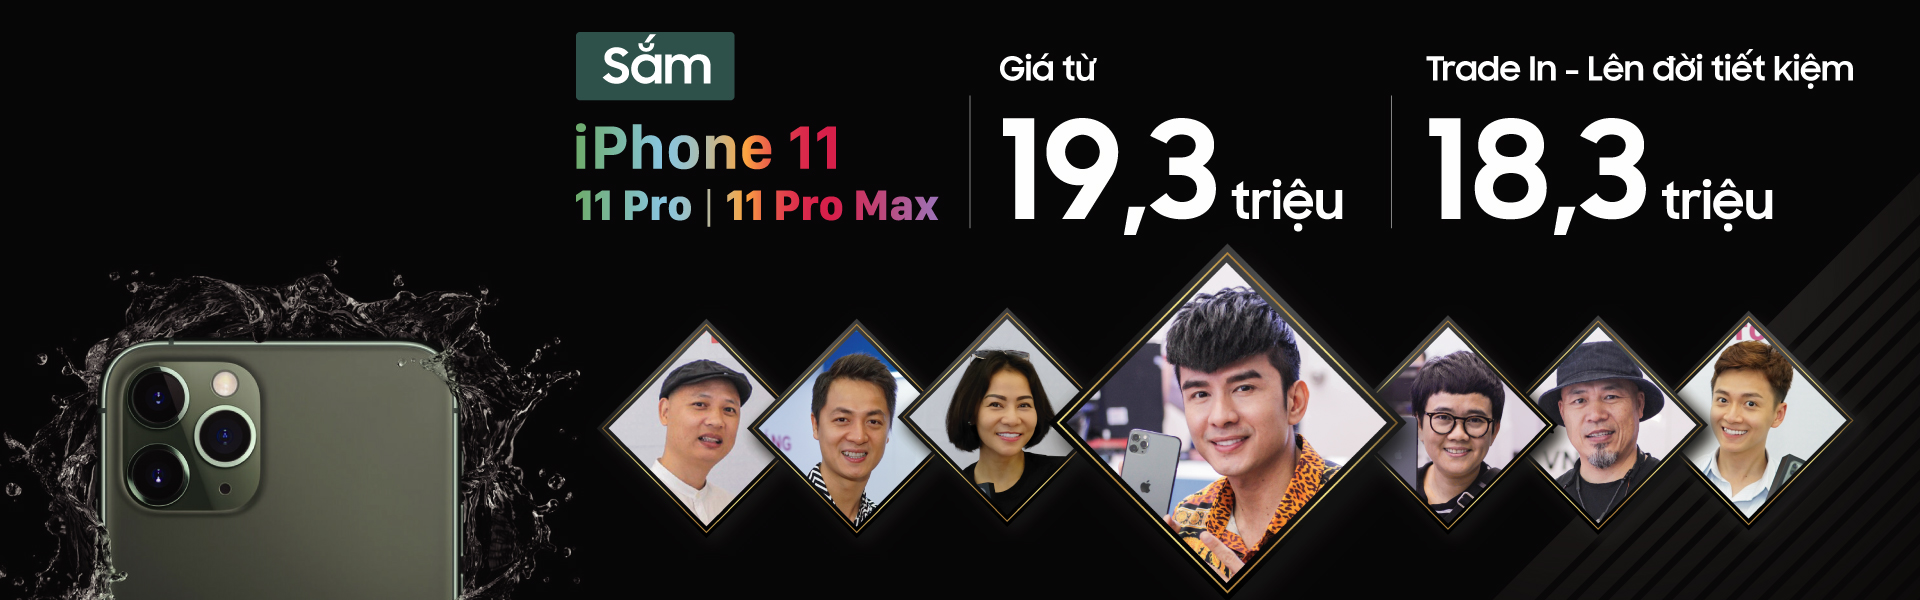 Sắm
iPhone 11
11 Pro | 11 Pro Max
Giá từ
19,3 triệu
Trade In - Lên đời tiết kiệm
18,3 triệu